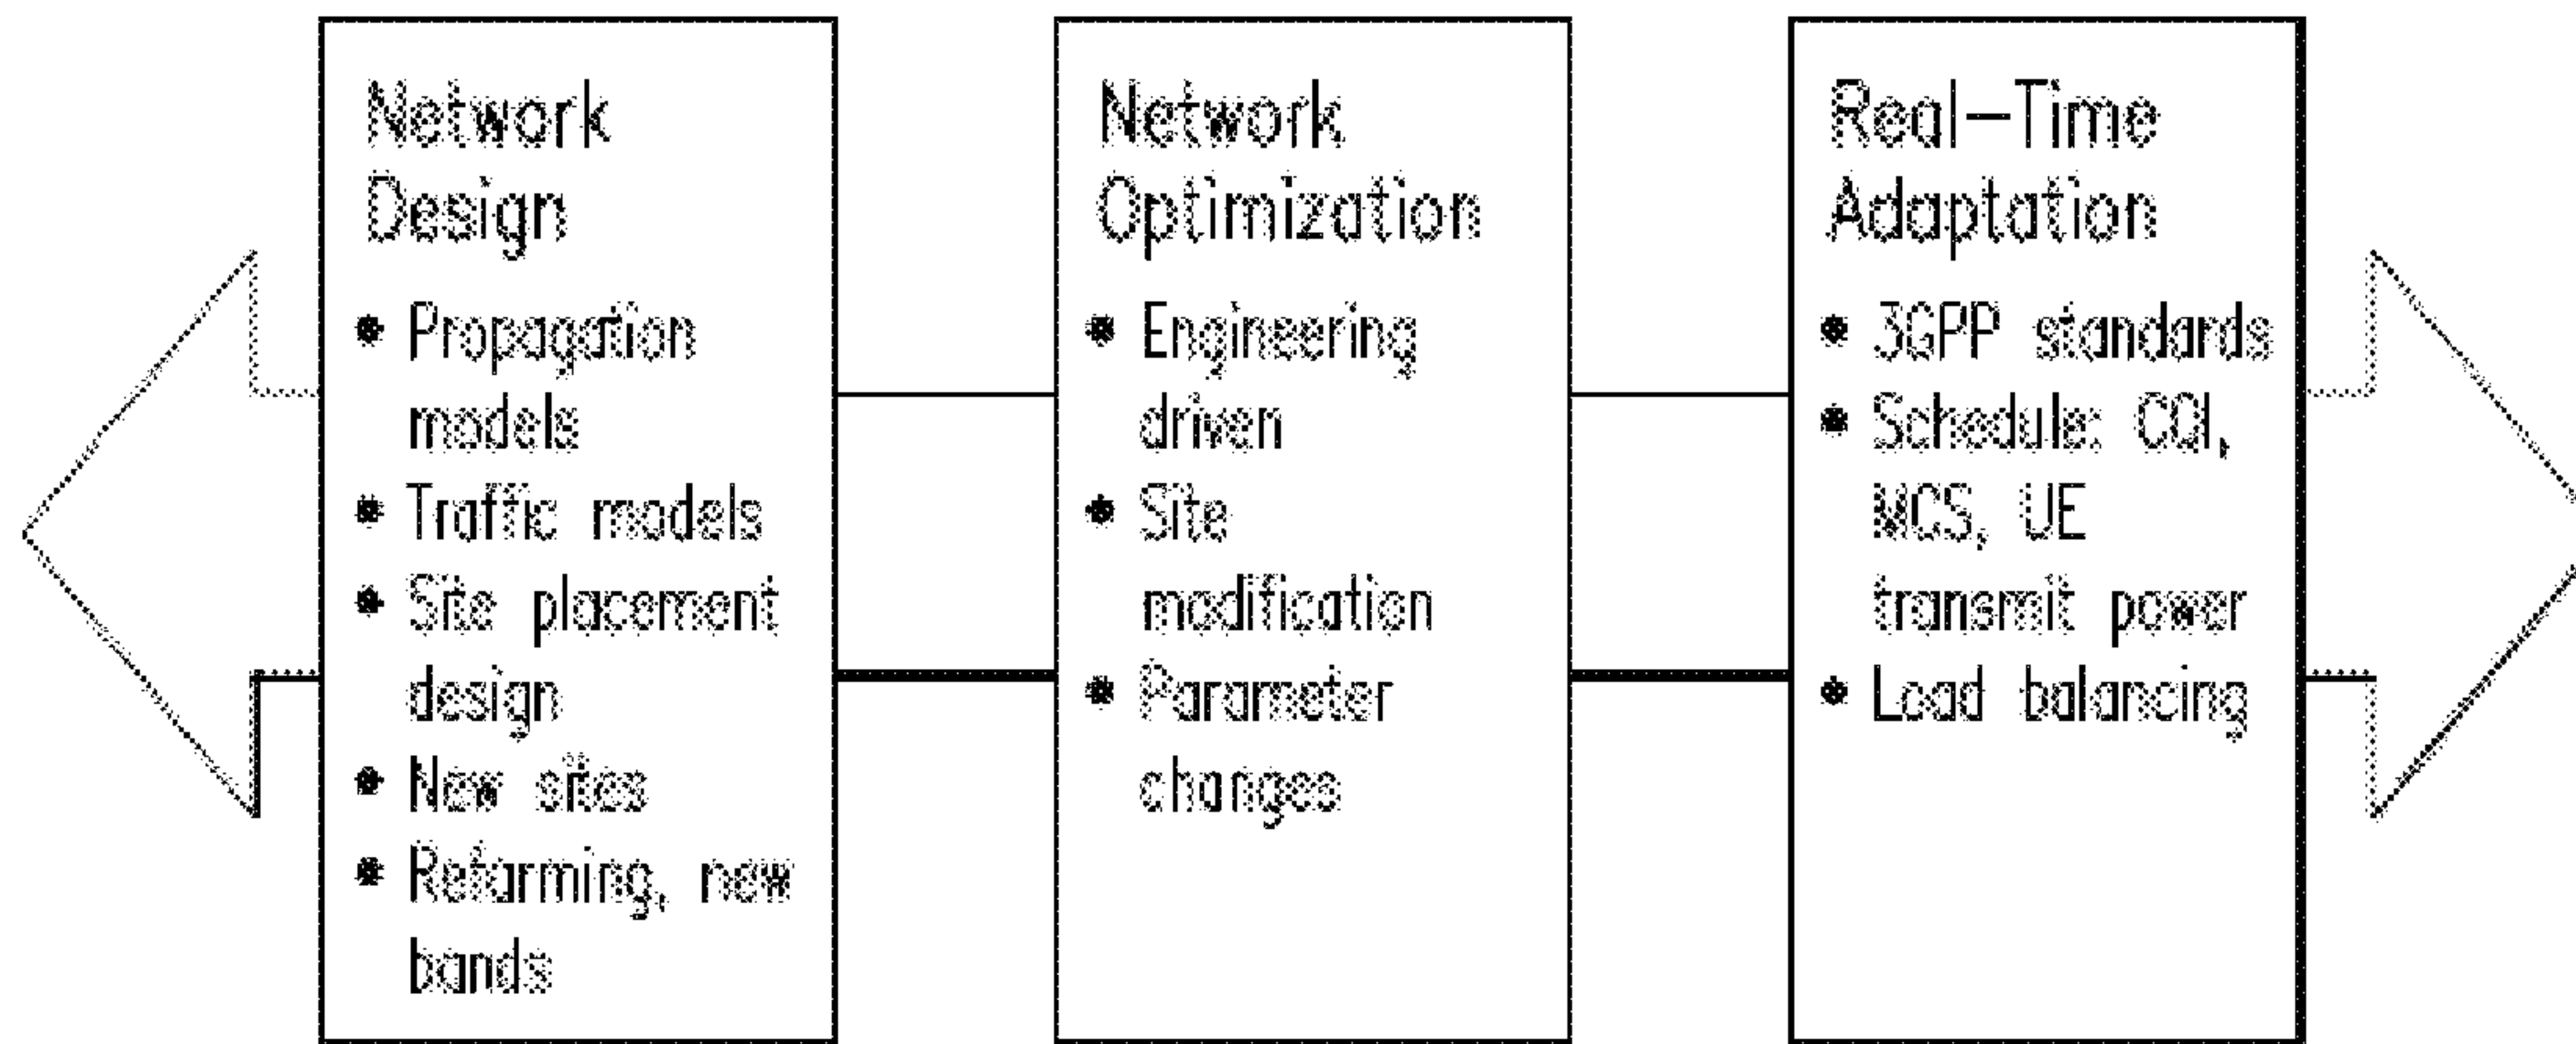 Network
Design
• Propagation
models
• Traffic models
• Site placement
design
• New sites
• Refarming, new
bands
Network
Optimization
• Engineering
driven
• Site
modification
• Parameter
changes
Real-Time
Adaptation
• 3GPP standards
• Schedule: CQI,
MCS, UE
transmit power
• Load balancing